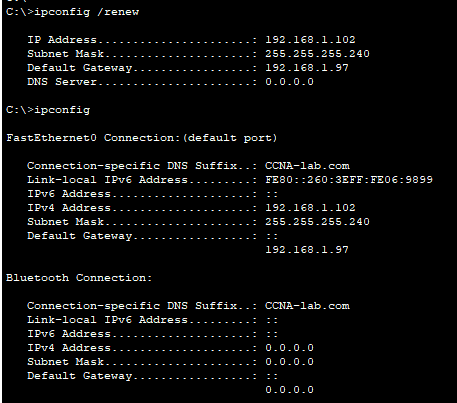 C:\>ipconfig /renew
IP Address......................: 192.168.1.102
Subnet Mask.....................: 255.255.255.240
Default Gateway.................: 192.168.1.97
DNS Server......................: 0.0.0.0
C:\>ipconfig
FastEthernet0 Connection:(default port)
Connection-specific DNS Suffix..: CCNA-lab.com
Link-local IPv6 Address.........: FE80::260:3EFF:FE06:9899
IPv6 Address....................: ::
IPv4 Address....................: 192.168.1.102
Subnet Mask.....................: 255.255.255.240
Default Gateway.................: ::
192.168.1.97
Bluetooth Connection:
Connection-specific DNS Suffix..: CCNA-lab.com
Link-local IPv6 Address.........: ::
IPv6 Address....................: ::
IPv4 Address....................: 0.0.0.0
Subnet Mask.....................: 0.0.0.0
Default Gateway.................: ::
0.0.0.0